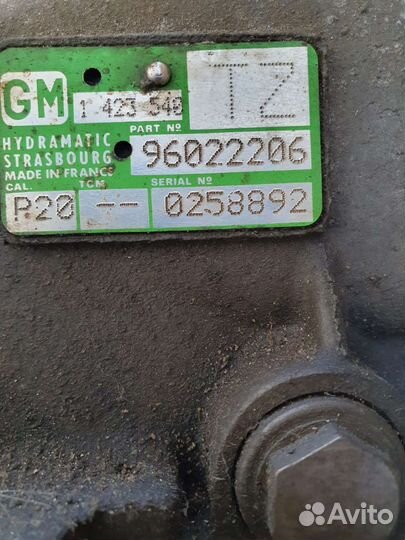 GM
1 423 540
TZ
PART Nº
HYDRAMATIC
STRASBOURG
96022206
MADE IN FRANCE
CAL. TCM SERIAL Nº
P20 -- 0258892
Avito